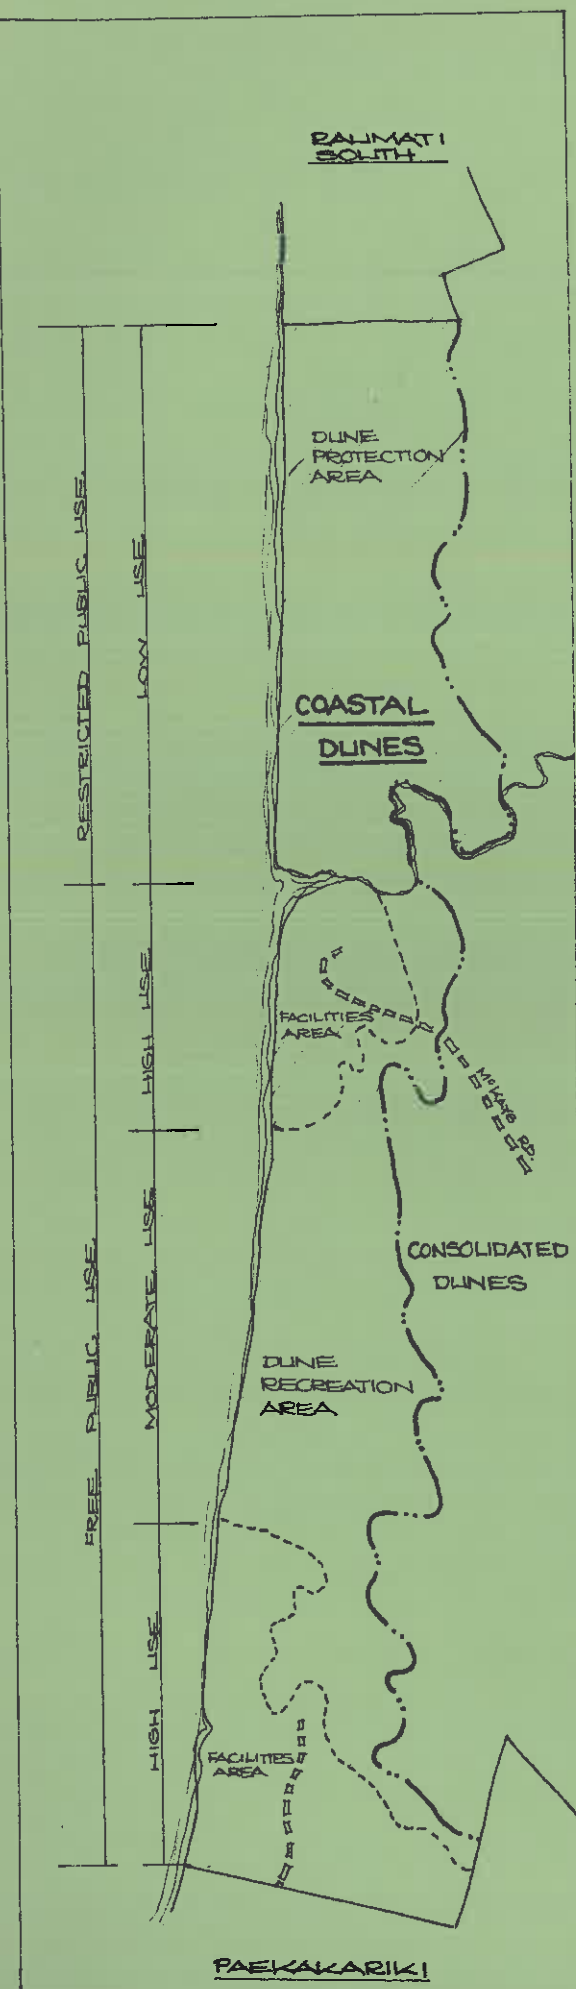 RAUMATI
SOUTH
DUNE
PROTECTION
AREA
RESTRICTED PUBLIC USE.
LOW USE.
COASTAL
DUNES
HIGH USE.
FACILITIES
AREA
McKAYS RD.
CONSOLIDATED
DUNES
FREE PUBLIC USE.
MODERATE USE
DUNE
RECREATION
AREA
HIGH USE
FACILITIES
AREA
PAEKAKARIKI